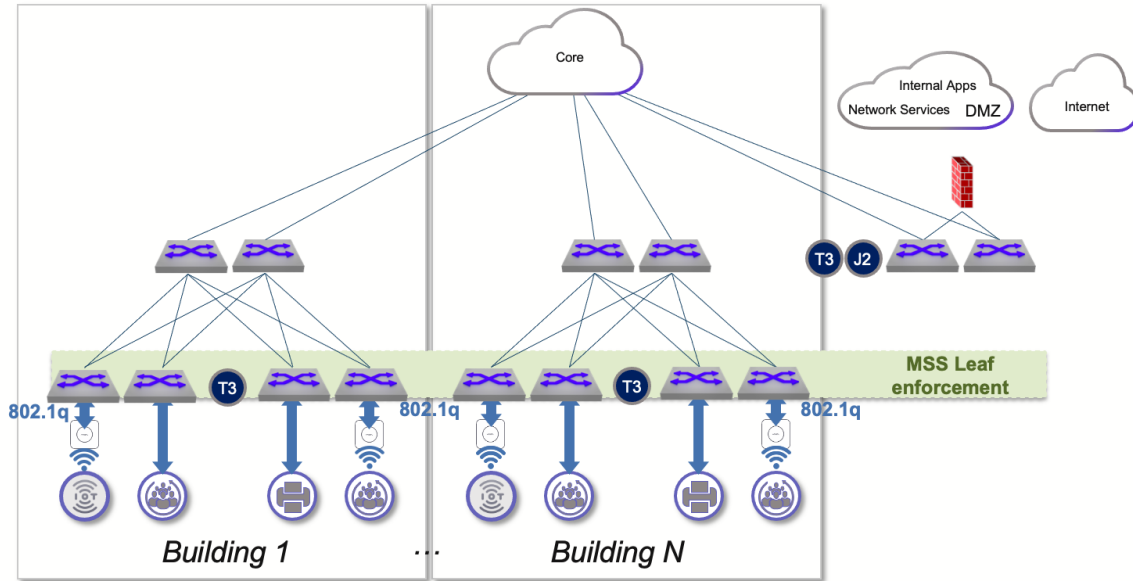 Core
Internal Apps
Network Services DMZ
Internet
T3
J2
MSS Leaf
enforcement
T3
T3
802.1q
802.1q
802.1q
I T
I T
Building 1
...
Building N